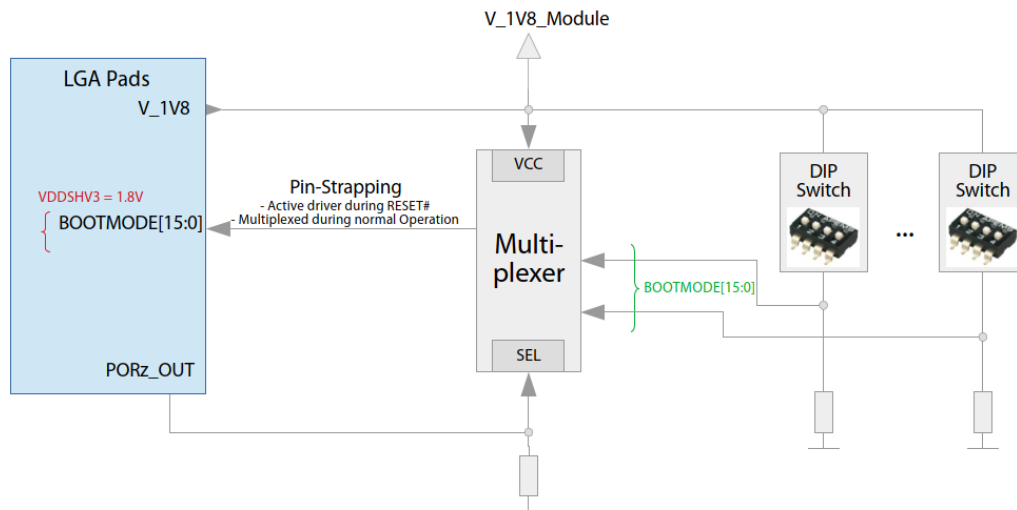 V_1V8_Module
LGA Pads
V_1V8
VDDSHV3 = 1.8V
BOOTMODE[15:0]
PORz_OUT
Pin-Strapping
- Active driver during RESET#
- Multiplexed during normal Operation
VCC
Multi-
plexer
SEL
BOOTMODE[15:0]
DIP
Switch
...
DIP
Switch